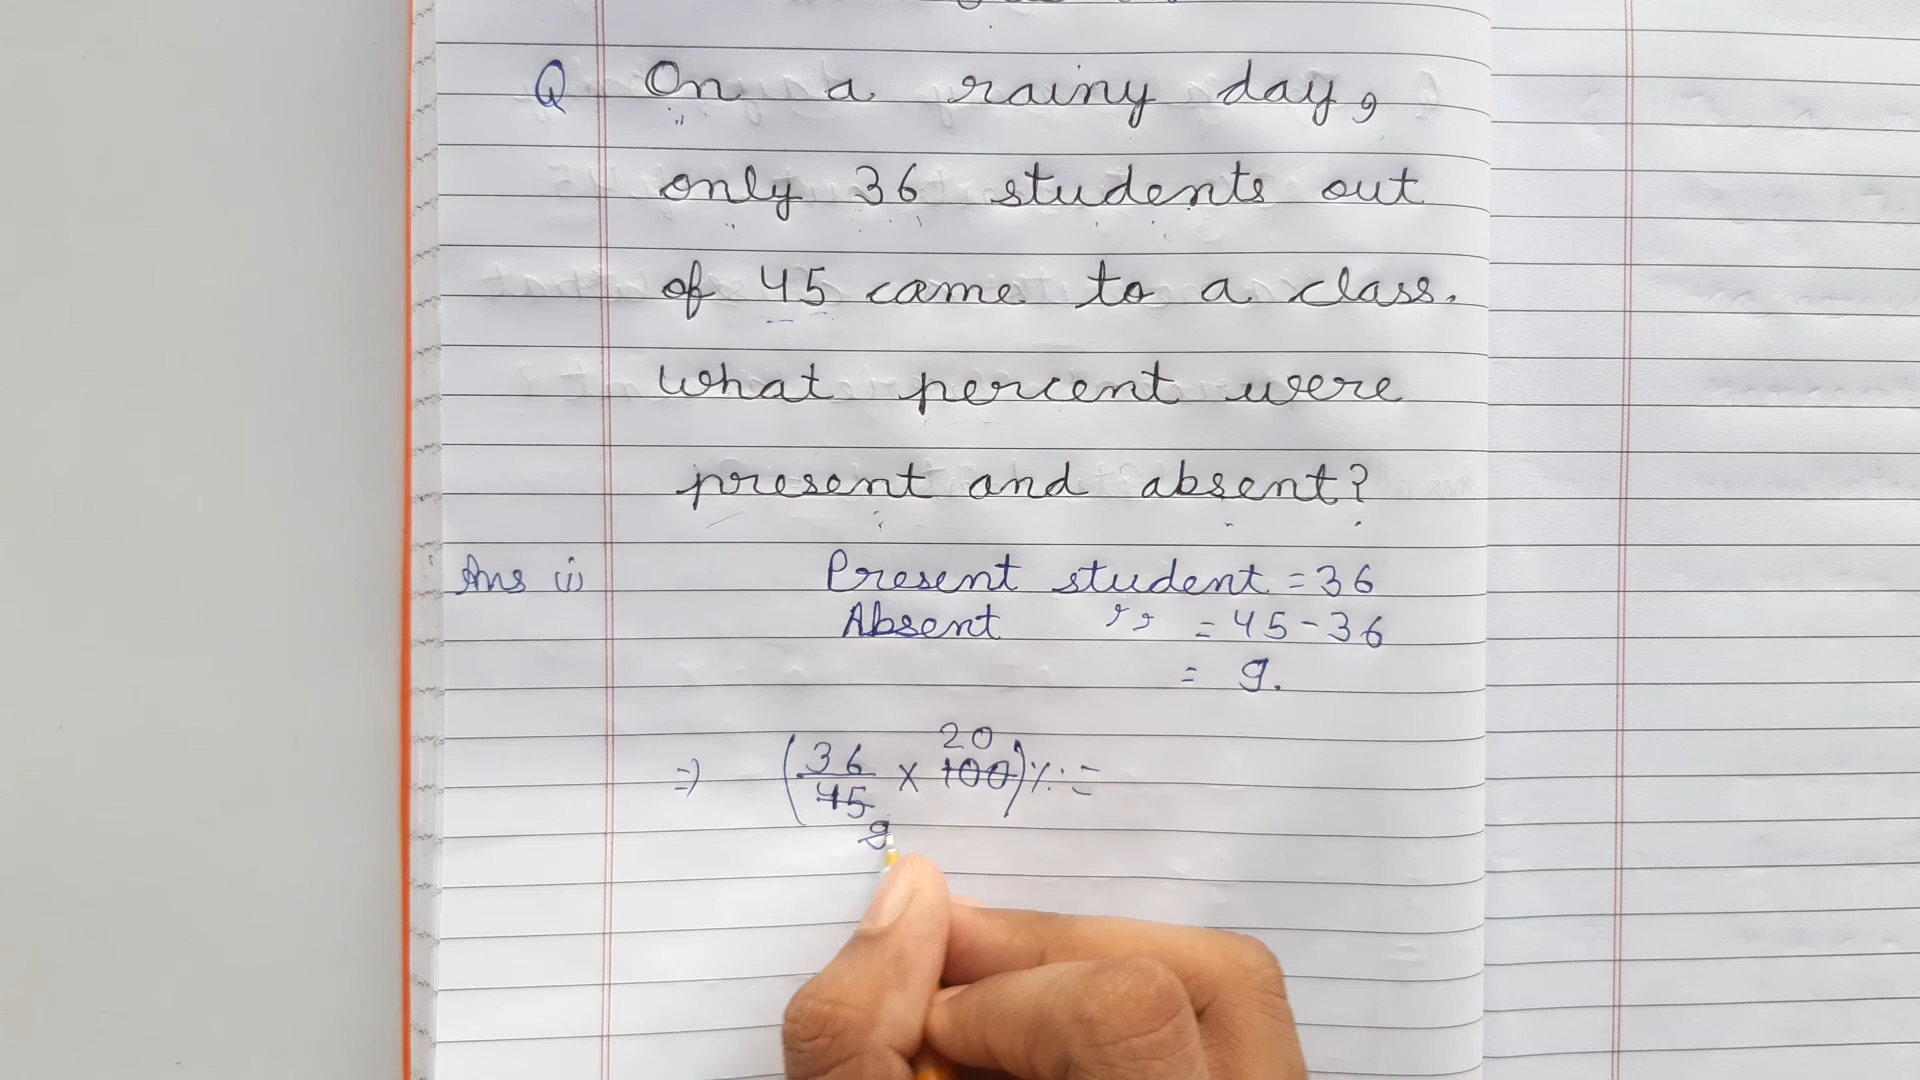 Q On a rainy day,
only 36 students out
of 45 came to a class.
What percent were
present and absent?
Ans (i) Present student = 36
Absent ,, = 45 - 36
= 9.
20
=) (36/45 × 100)% =
9